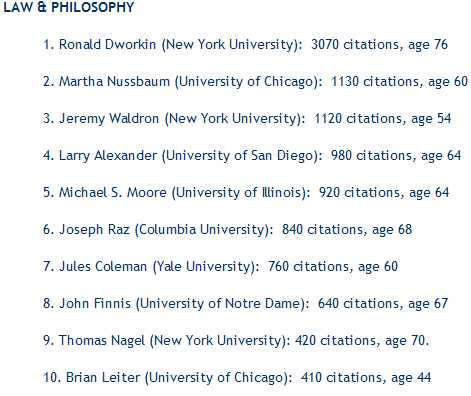 LAW & PHILOSOPHY
1. Ronald Dworkin (New York University): 3070 citations, age 76
2. Martha Nussbaum (University of Chicago): 1130 citations, age 60
3. Jeremy Waldron (New York University): 1120 citations, age 54
4. Larry Alexander (University of San Diego): 980 citations, age 64
5. Michael S. Moore (University of Illinois): 920 citations, age 64
6. Joseph Raz (Columbia University): 840 citations, age 68
7. Jules Coleman (Yale University): 760 citations, age 60
8. John Finnis (University of Notre Dame): 640 citations, age 67
9. Thomas Nagel (New York University): 420 citations, age 70.
10. Brian Leiter (University of Chicago): 410 citations, age 44